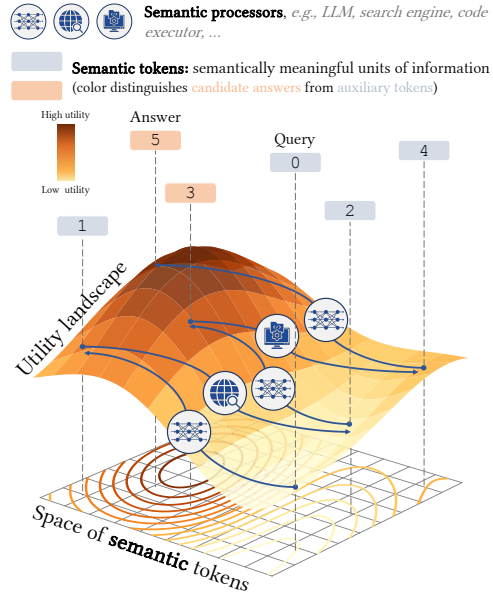 Semantic processors, e.g., LLM, search engine, code
executor, ...
Semantic tokens: semantically meaningful units of information
(color distinguishes candidate answers from auxiliary tokens)
High utility
Low utility
Answer
5
Query
0
4
3
2
1
Utility landscape
Space of semantic tokens